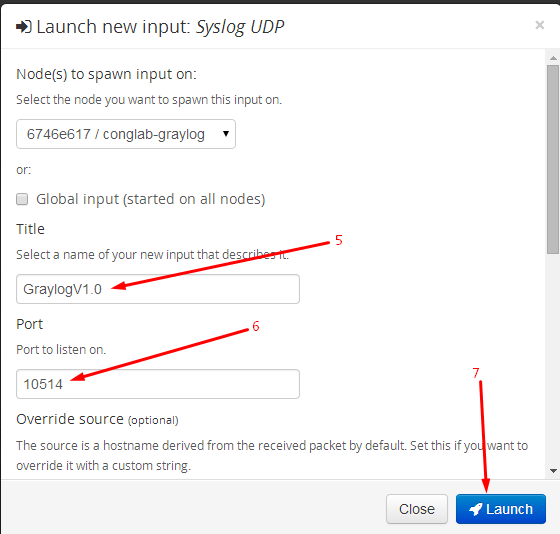 Launch new input: Syslog UDP ×
Node(s) to spawn input on:
Select the node you want to spawn this input on.
6746e617 / conglab-graylog
or:
Global input (started on all nodes)
Title
5
Select a name of your new input that describes it.
GraylogV1.0
Port
6
Port to listen on.
10514
7
Override source (optional)
The source is a hostname derived from the received packet by default. Set this if you want to
override it with a custom string.
Close Launch